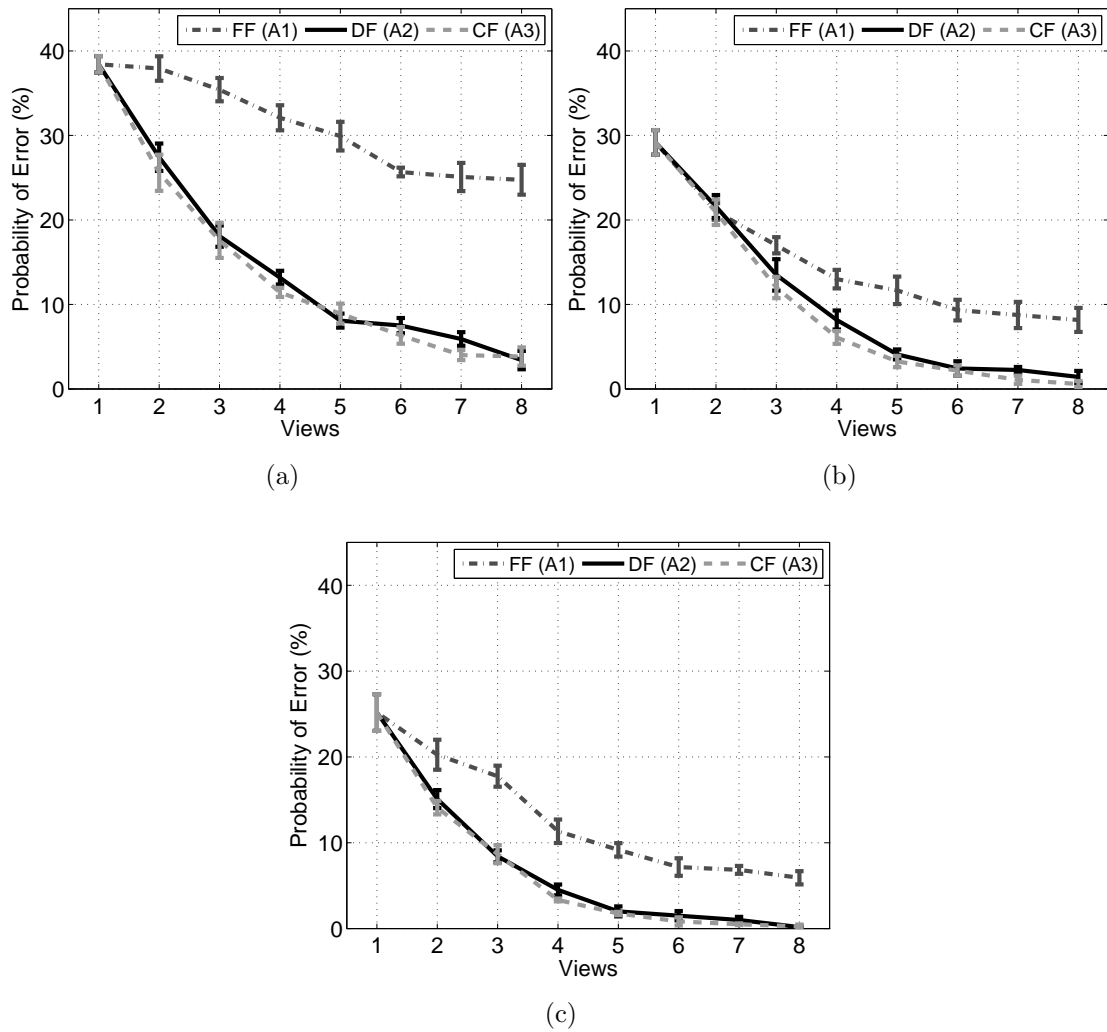 FF (A1) DF (A2) CF (A3)
40
30
20
10
0
Probability of Error (%)
1 2 3 4 5 6 7 8
Views
(a)
FF (A1) DF (A2) CF (A3)
40
30
20
10
0
Probability of Error (%)
1 2 3 4 5 6 7 8
Views
(b)
FF (A1) DF (A2) CF (A3)
40
30
20
10
0
Probability of Error (%)
1 2 3 4 5 6 7 8
Views
(c)